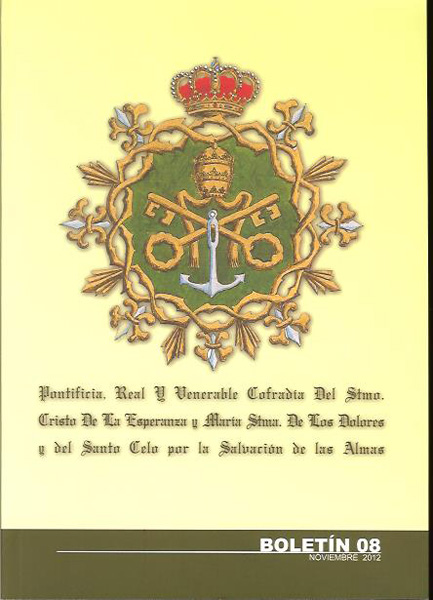 Pontificia. Real Y Venerable Cofradia Del Stmo.
Cristo De La Esperanza y María Stma. De Los Dolores
y del Santo Celo por la Salvación de las Almas
BOLETÍN 08
NOVIEMBRE 2012